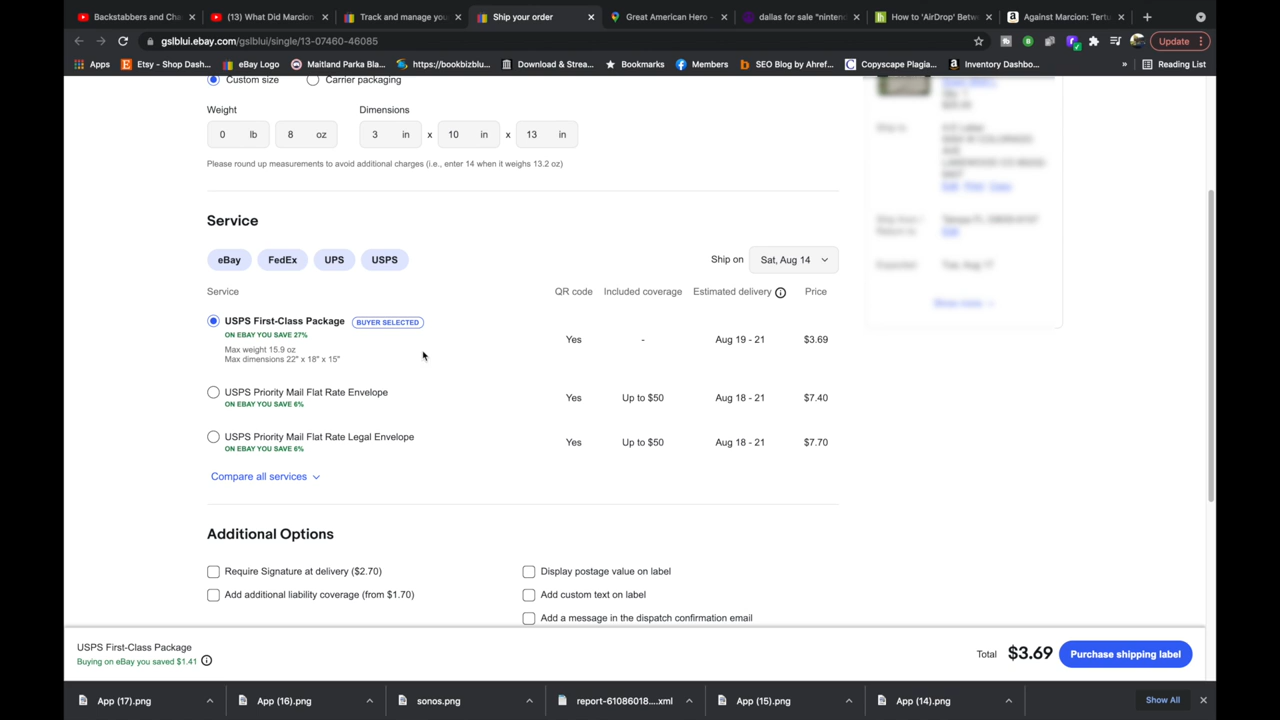 Backstabbers and Cha
(13) What Did Marcion
Track and manage you
Ship your order
Great American Hero -
dallas for sale "ninten
How to 'AirDrop' Betw
Against Marcion: Tertu
gslblui.ebay.com/gslblui/single/13-07460-46085
Update
Apps
Etsy - Shop Dash...
eBay Logo
Maitland Parka Bla...
https://bookbizblu...
Download & Strea...
Bookmarks
Members
SEO Blog by Ahref...
Copyscape Plagia...
Inventory Dashbo...
»
Reading List
Custom size
Carrier packaging
Weight
Dimensions
0 lb 8 oz 3 in x 10 in x 13 in
Please round up measurements to avoid additional charges (i.e., enter 14 when it weighs 13.2 oz)
Service
eBay FedEx UPS USPS
Ship on Sat, Aug 14
Service QR code Included coverage Estimated delivery Price
USPS First-Class Package BUYER SELECTED
ON EBAY YOU SAVE 27%
Max weight 15.9 oz
Max dimensions 22" x 18" x 15"
Yes - Aug 19 - 21 $3.69
USPS Priority Mail Flat Rate Envelope
ON EBAY YOU SAVE 6%
Yes Up to $50 Aug 18 - 21 $7.40
USPS Priority Mail Flat Rate Legal Envelope
ON EBAY YOU SAVE 6%
Yes Up to $50 Aug 18 - 21 $7.70
Compare all services
Additional Options
Require Signature at delivery ($2.70)
Display postage value on label
Add additional liability coverage (from $1.70)
Add custom text on label
Add a message in the dispatch confirmation email
USPS First-Class Package
Buying on eBay you saved $1.41
Total $3.69
Purchase shipping label
App (17).png
App (16).png
sonos.png
report-61086018....xml
App (15).png
App (14).png
Show All